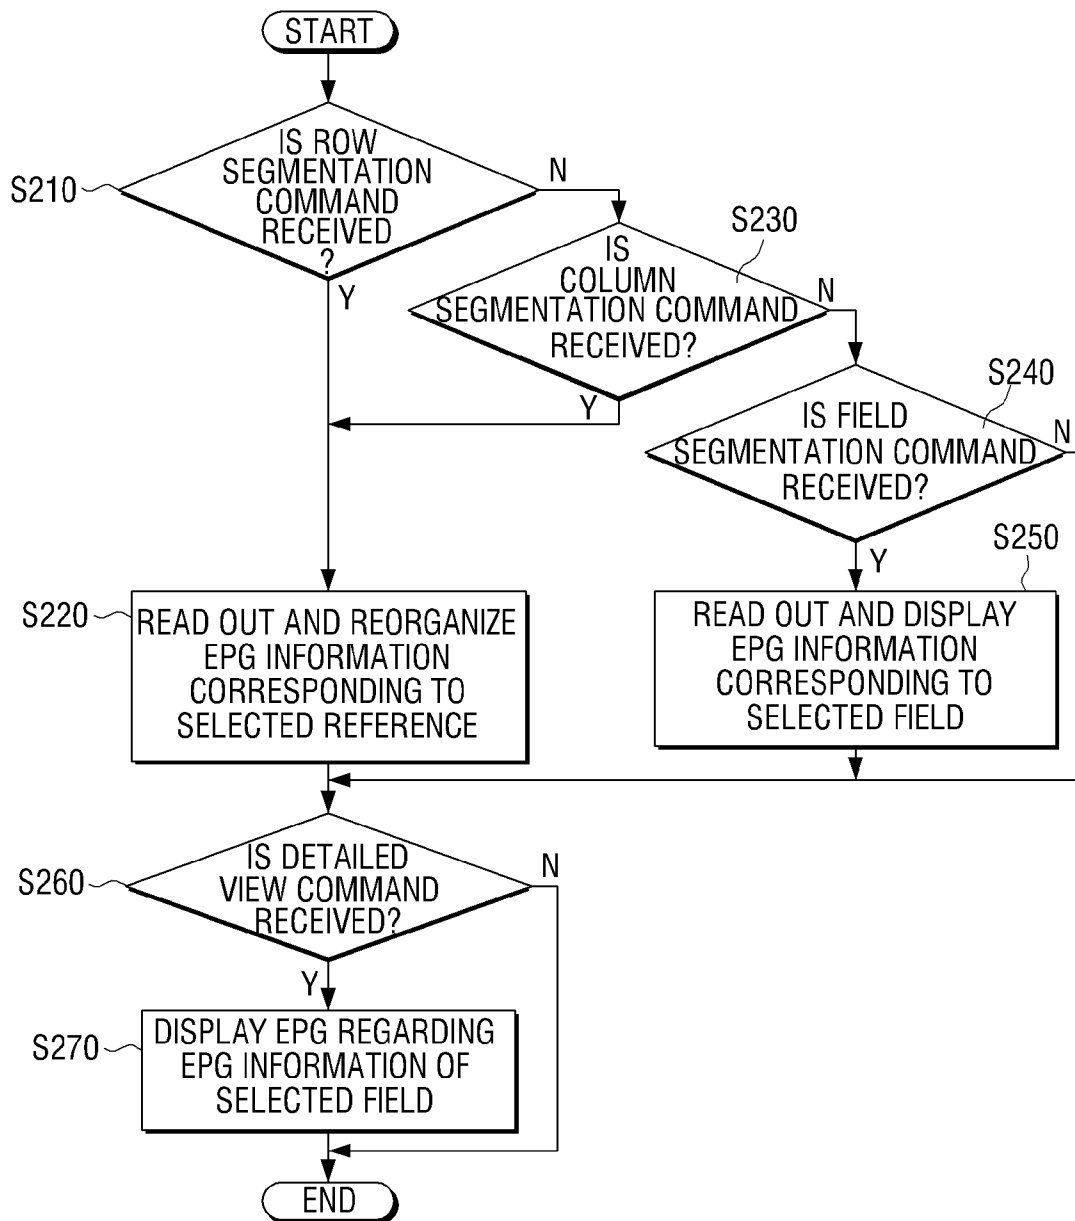 START
IS ROW
SEGMENTATION
COMMAND
RECEIVED
?
S210
N
Y
S230
IS
COLUMN
SEGMENTATION COMMAND
RECEIVED?
N
Y
S240
IS FIELD
SEGMENTATION COMMAND
RECEIVED?
N
Y
S220
READ OUT AND REORGANIZE
EPG INFORMATION
CORRESPONDING TO
SELECTED REFERENCE
S250
READ OUT AND DISPLAY
EPG INFORMATION
CORRESPONDING TO
SELECTED FIELD
S260
IS DETAILED
VIEW COMMAND
RECEIVED?
N
Y
S270
DISPLAY EPG REGARDING
EPG INFORMATION OF
SELECTED FIELD
END